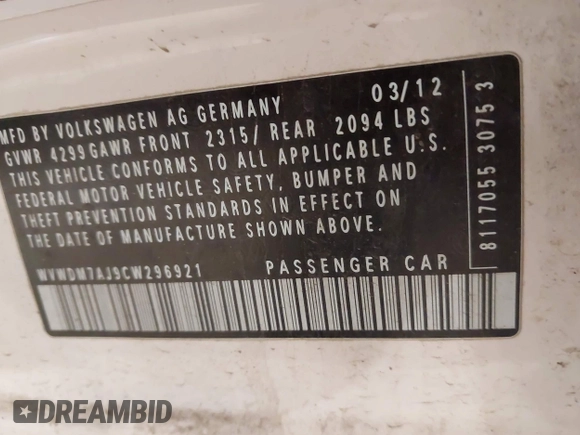 MFD BY VOLKSWAGEN AG GERMANY 03/12
GVWR 4299 GAWR FRONT 2315/ REAR 2094 LBS
THIS VEHICLE CONFORMS TO ALL APPLICABLE U.S.
FEDERAL MOTOR VEHICLE SAFETY, BUMPER AND
THEFT PREVENTION STANDARDS IN EFFECT ON
THE DATE OF MANUFACTURE SHOWN ABOVE.
WVWDM7AJ9CW296921 PASSENGER CAR
8117055 3075 3
DREAMBID